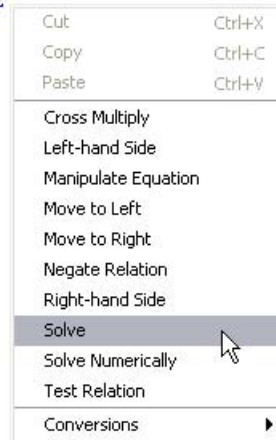 Cut Ctrl+X
Copy Ctrl+C
Paste Ctrl+V
Cross Multiply
Left-hand Side
Manipulate Equation
Move to Left
Move to Right
Negate Relation
Right-hand Side
Solve
Solve Numerically
Test Relation
Conversions